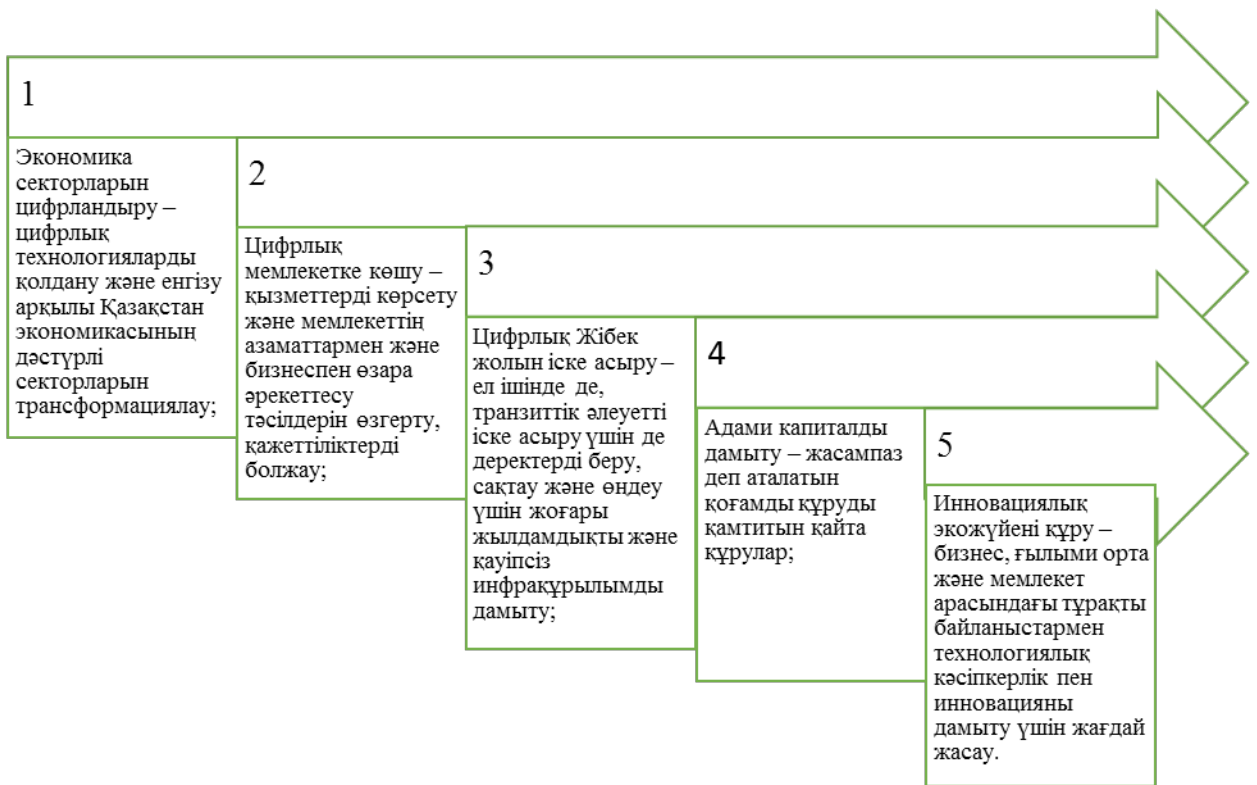 1
Экономика
секторларын
цифрландыру –
цифрлық
технологияларды
қолдану және енгізу
арқылы Қазақстан
экономикасының
дәстүрлі
секторларын
трансформациялау;
2
Цифрлық
мемлекетке көшу –
қызметтерді көрсету
және мемлекеттің
азаматтармен және
бизнеспен өзара
әрекеттесу
тәсілдерін өзгерту,
қажеттіліктерді
болжау;
3
Цифрлық Жібек
жолын іске асыру –
ел ішінде де,
транзиттік әлеуетті
іске асыру үшін де
деректерді беру,
сақтау және өңдеу
үшін жоғары
жылдамдықты және
қауіпсіз
инфрақұрылымды
дамыту;
4
Адами капиталды
дамыту – жасампаз
деп аталатын
қоғамды құруды
қамтитын қайта
құрулар;
5
Инновациялық
экожүйені құру –
бизнес, ғылыми орта
және мемлекет
арасындағы тұрақты
байланыстармен
технологиялық
кәсіпкерлік пен
инновацияны
дамыту үшін жағдай
жасау.